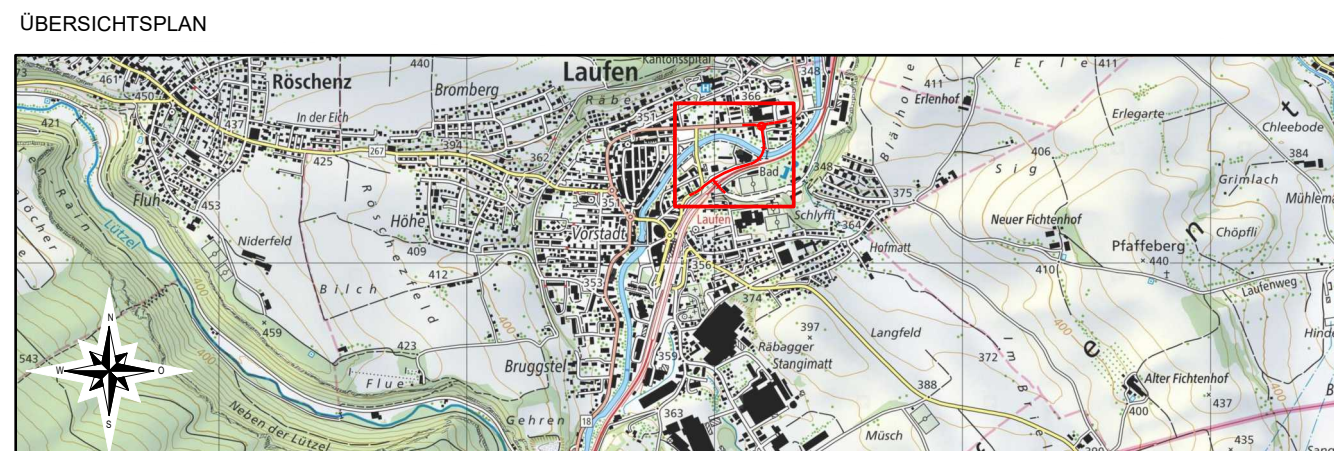 ÜBERSICHTSPLAN
Röschenz
Laufen
Kantonsspital
Bromberg
In der Eich
Räbe
H
Erle
Erlenhof
Blälhole
Erlegarte
Chleebode
Grimlach
Chöpfli
Sig
Neuer Fichtenhof
Pfaffeberg
Laufenweg
Fluh
Lützel
Niderfeld
Höhe
Röschezfeld
Bilch
Vorstadt
Bad
Laufen
Schlyffi
Hofmatt
Langfeld
Räbagger
Stangimatt
Bruggstel
Flue
Gehren
Neben der Lützel
Müsch
Alter Fichtenhof
N
W
O
S
461
450
440
421
437
425
267
394
362
351
366
348
348
411
411
406
384
375
364
453
409
412
459
423
543
400
400
353
356
374
397
359
363
18
388
372
410
440
400
400
437
435